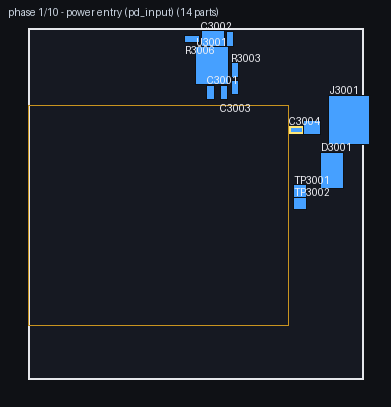 phase 1/10 - power entry (pd_input) (14 parts)
C3002
U3001
R3006
R3003
C3001
J3001
C3003
C3004
D3001
TP3001
TP3002